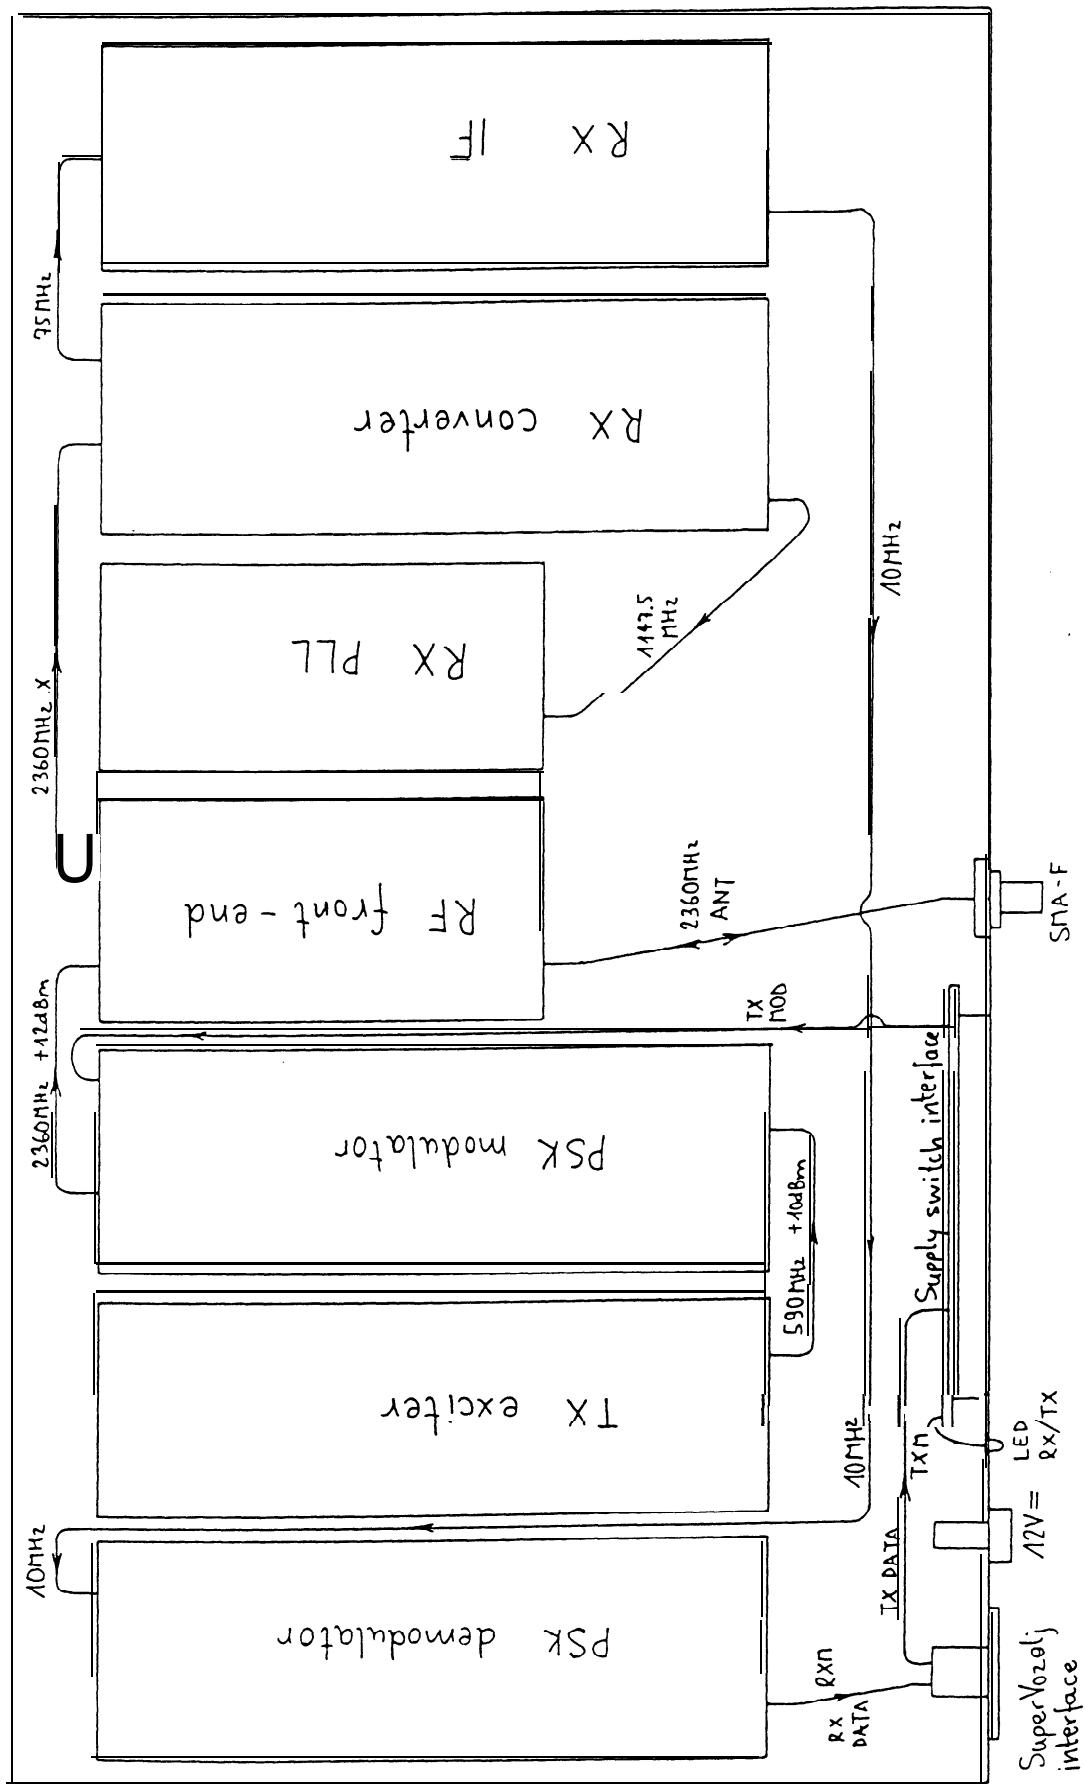 RX IF
75MHz
RX converter
2360MHz X
10MHz
1147.5
MHz
RX PLL
RF front-end
2360MHz
ANT
SMA-F
2360MHz +12dBm
TX
MOD
PSK modulator
Supply switch interface
590MHz +10dBm
TX exciter
10MHz
TXM
LED
RX/TX
12V=
10MHz
TX DATA
PSK demodulator
RXM
RX
DATA
SuperVozelj
interface